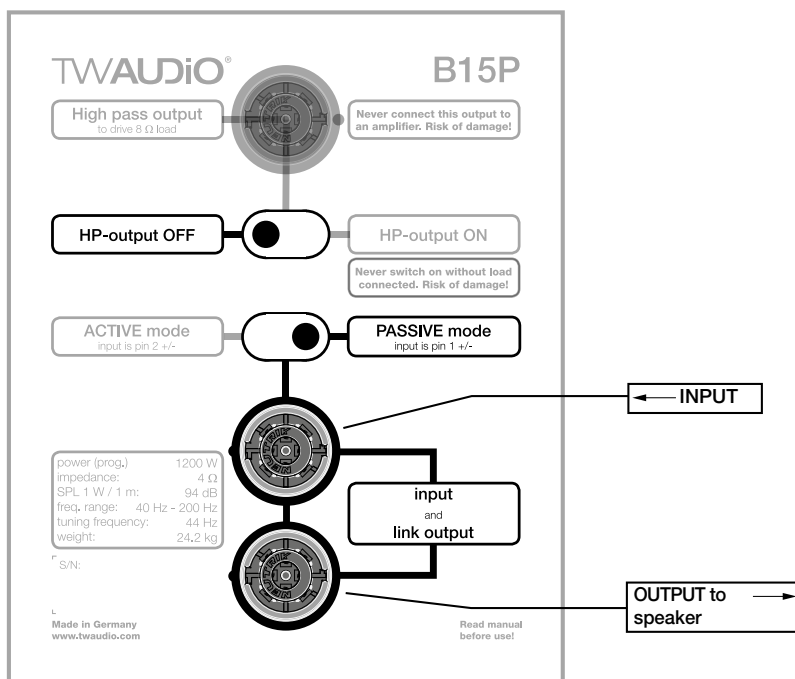 TWAUDiO®
B15P
High pass output
to drive 8 Ω load
Never connect this output to
an amplifier. Risk of damage!
HP-output OFF
HP-output ON
Never switch on without load
connected. Risk of damage!
ACTIVE mode
input is pin 2 +/-
PASSIVE mode
input is pin 1 +/-
INPUT
power (prog.) 1200 W
impedance: 4 Ω
SPL 1 W / 1 m: 94 dB
freq. range: 40 Hz - 200 Hz
tuning frequency: 44 Hz
weight: 24.2 kg
input
and
link output
S/N:
OUTPUT to
speaker
Made in Germany
www.twaudio.com
Read manual
before use!
NEUTRIK
NEUTRIK
NEUTRIK